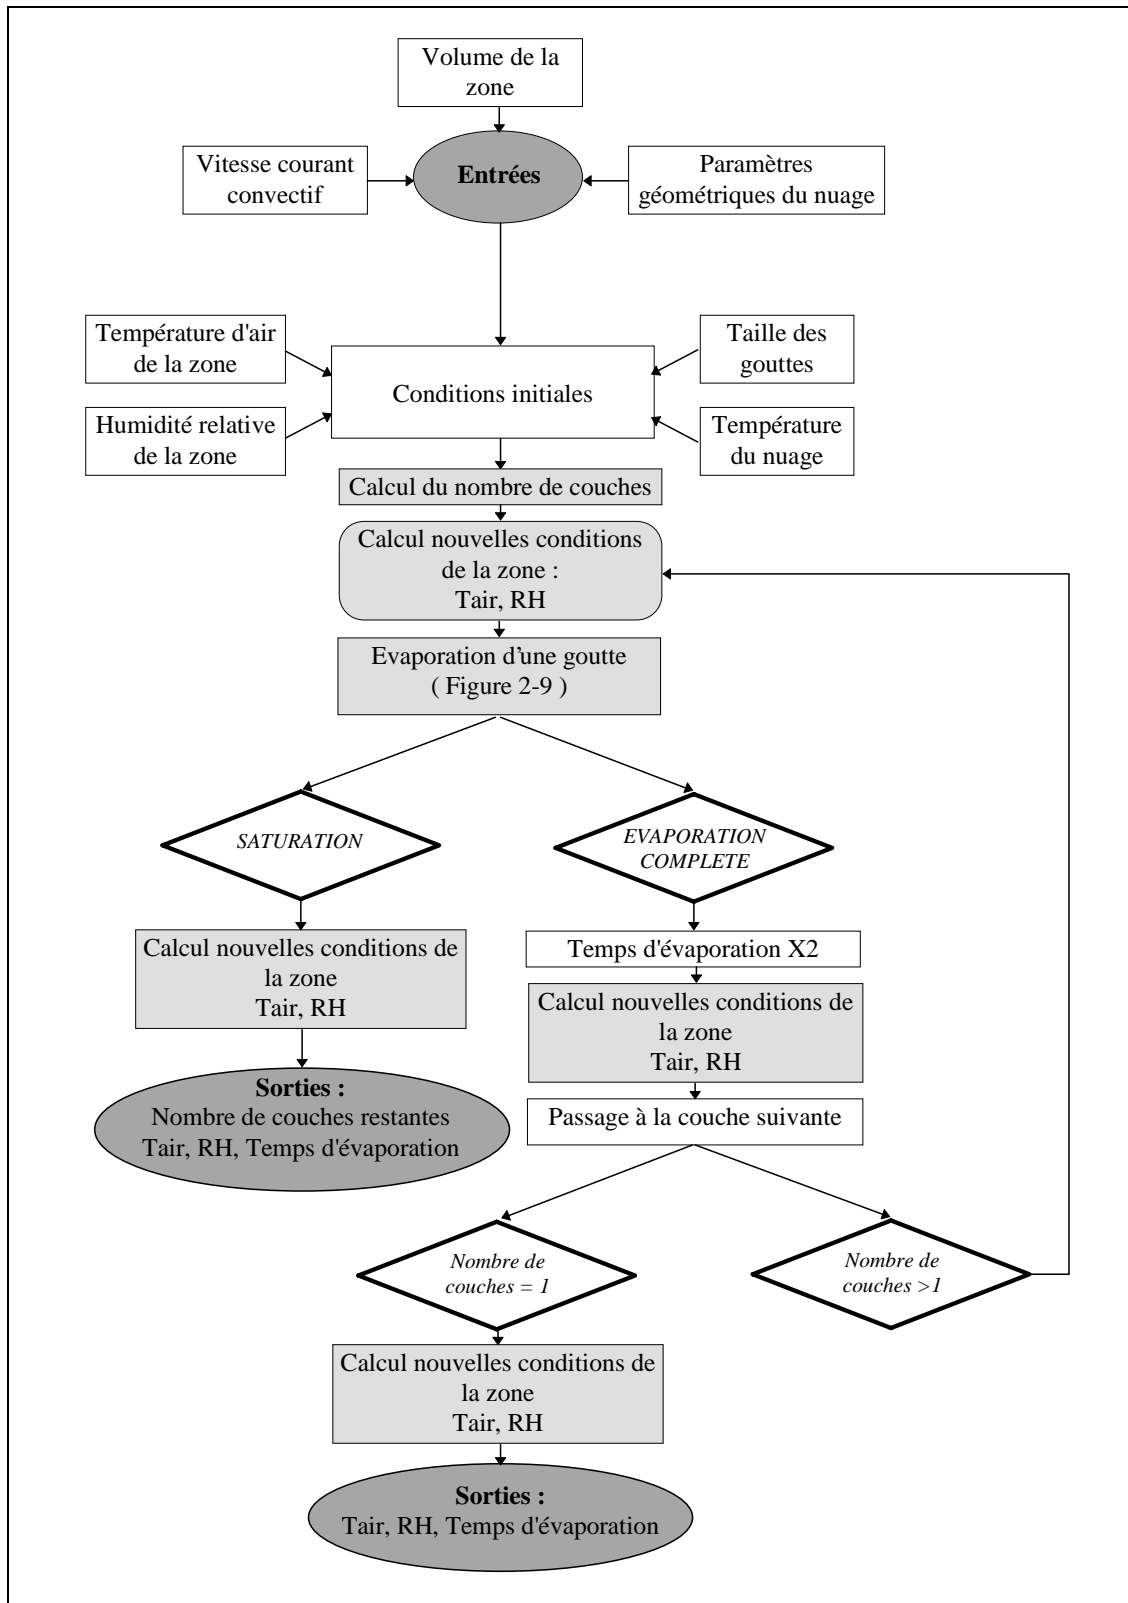 Volume de la
zone
Vitesse courant
convectif
Entrées
Paramètres
géométriques du nuage
Température d'air
de la zone
Taille des
gouttes
Conditions initiales
Humidité relative
de la zone
Température
du nuage
Calcul du nombre de couches
Calcul nouvelles conditions
de la zone :
Tair, RH
Evaporation d’une goutte
( Figure 2-9 )
SATURATION
EVAPORATION
COMPLETE
Calcul nouvelles conditions de
la zone
Tair, RH
Temps d'évaporation X2
Calcul nouvelles conditions de
la zone
Tair, RH
Sorties :
Nombre de couches restantes
Tair, RH, Temps d'évaporation
Passage à la couche suivante
Nombre de
couches = 1
Nombre de
couches >1
Calcul nouvelles conditions de
la zone
Tair, RH
Sorties :
Tair, RH, Temps d'évaporation